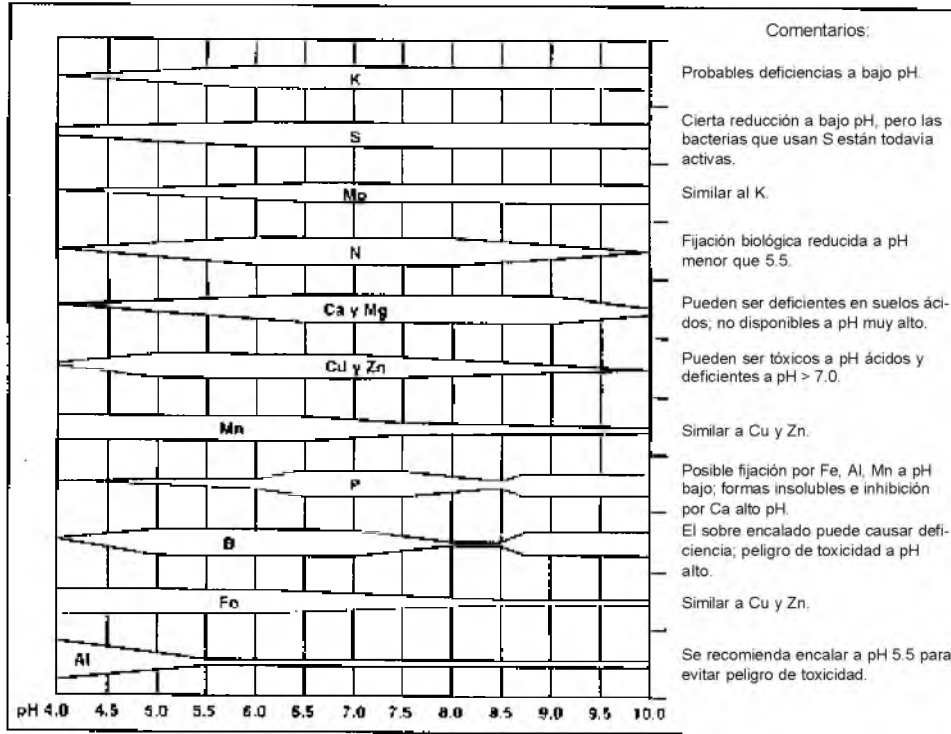 Comentarios:
K
Probables deficiencias a bajo pH.
S
Cierta reducción a bajo pH, pero las
bacterias que usan S están todavía
activas.
Mo
Similar al K.
N
Fijación biológica reducida a pH
menor que 5.5.
Ca y Mg
Pueden ser deficientes en suelos áci-
dos; no disponibles a pH muy alto.
Cu y Zn
Pueden ser tóxicos a pH ácidos y
deficientes a pH > 7.0.
Mn
Similar a Cu y Zn.
P
Posible fijación por Fe, Al, Mn a pH
bajo; formas insolubles e inhibición
por Ca alto pH.
B
El sobre encalado puede causar defi-
ciencia; peligro de toxicidad a pH
alto.
Fe
Similar a Cu y Zn.
Al
Se recomienda encalar a pH 5.5 para
evitar peligro de toxicidad.
pH 4.0 4.5 5.0 5.5 6.0 6.5 7.0 7.5 8.0 8.5 9.0 9.5 10.0